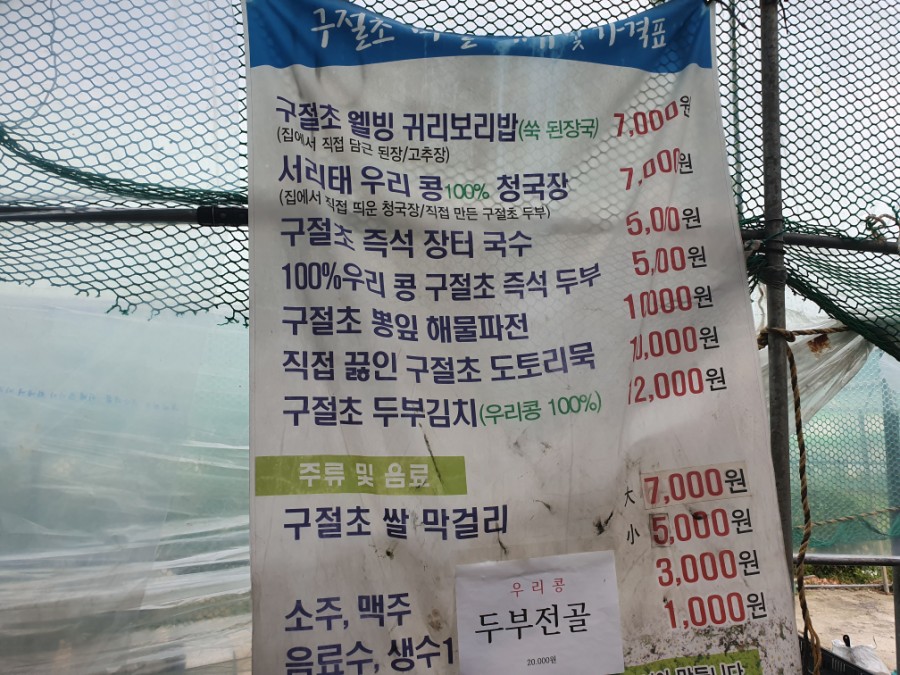 구절초 및 가격표
구절초 웰빙 귀리보리밥(쑥 된장국) 7,000원
(집에서 직접 담근 된장/고추장)
서리태 우리 콩100% 청국장 7,000원
(집에서 직접 띄운 청국장/직접 만든 구절초 두부)
구절초 즉석 장터 국수 5,000원
100%우리 콩 구절초 즉석 두부 5,000원
구절초 뽕잎 해물파전 10,000원
직접 끓인 구절초 도토리묵 10,000원
구절초 두부김치(우리콩 100%) 12,000원
주류 및 음료
구절초 쌀 막걸리 大 7,000원
小 5,000원
소주, 맥주 3,000원
음료수, 생수 1,000원
우리콩
두부전골
20.000원